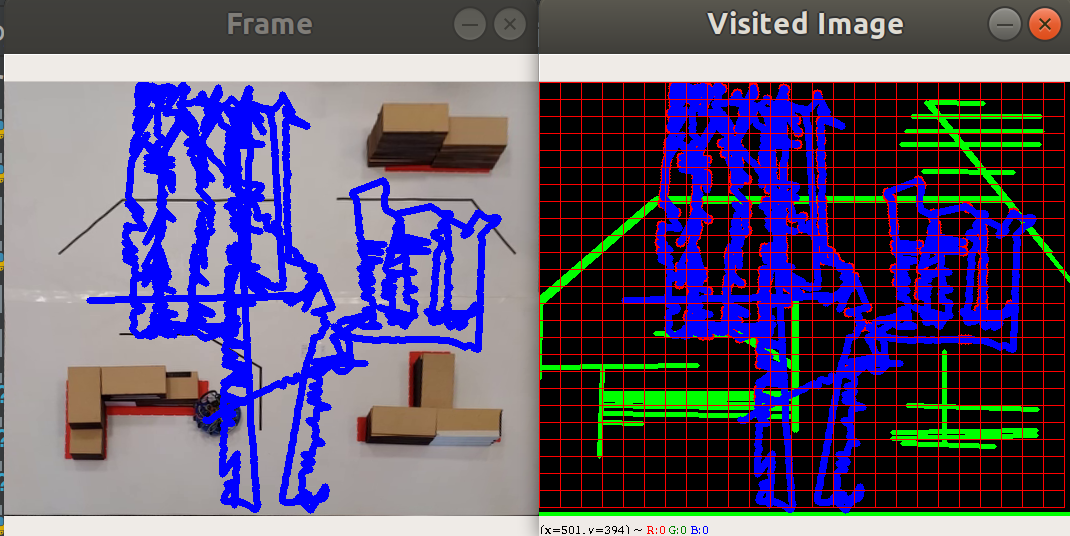 Frame
Visited Image
(x=501, y=394) ~ R:0 G:0 B:0